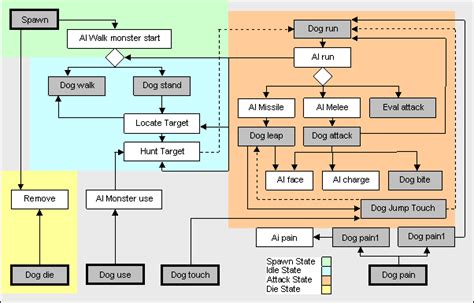 Spawn
AI Walk monster start
Dog run
AI run
Dog walk
Dog stand
AI Missile
AI Melee
Eval attack
Locate Target
Dog leap
Dog attack
Hunt Target
AI face
AI charge
Dog bite
Remove
AI Monster use
Dog Jump Touch
Ai pain
Dog pain1
Dog pain1
Dog die
Dog use
Dog touch
Spawn State
Idle State
Attack State
Die State
Dog pain